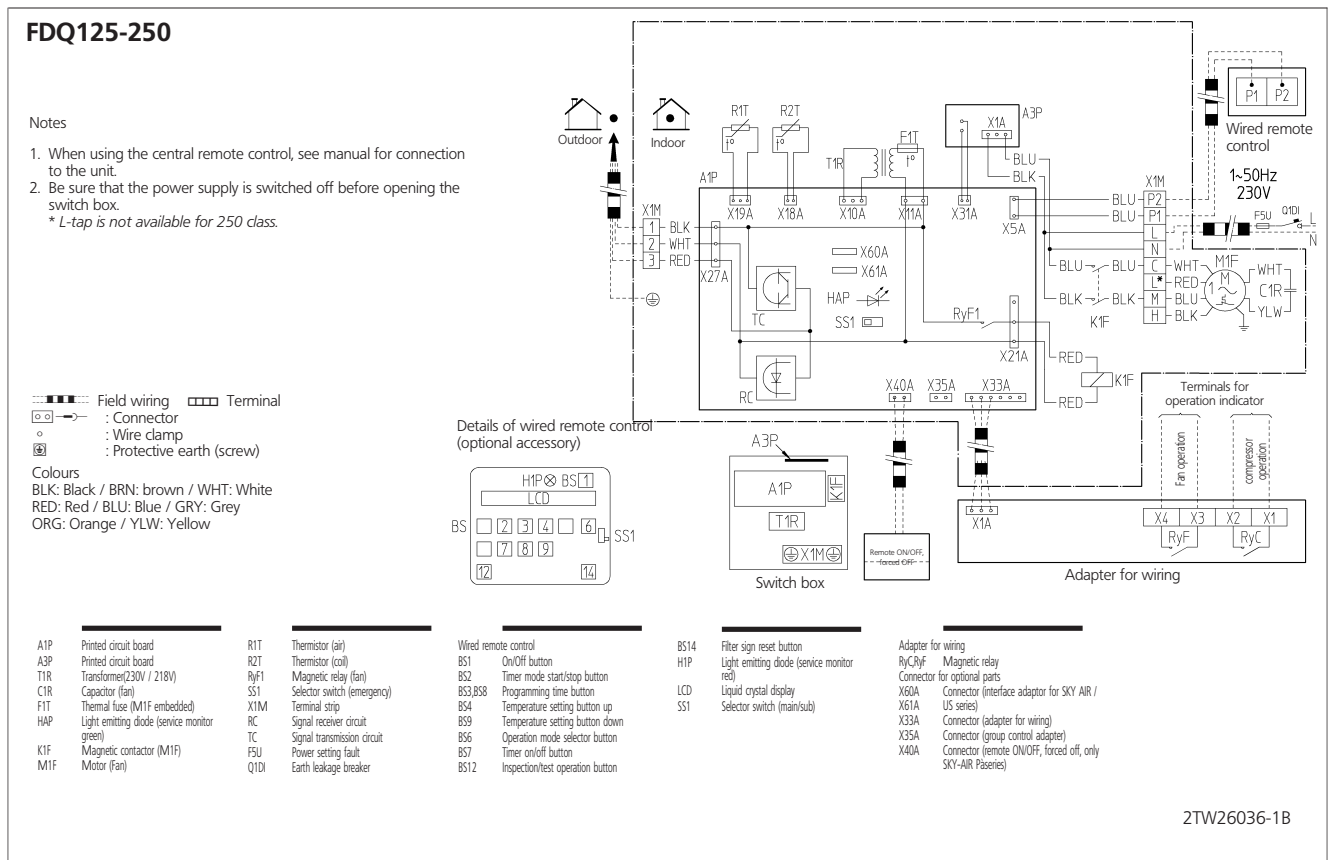 FDQ125-250
Notes
1. When using the central remote control, see manual for connection
to the unit.
2. Be sure that the power supply is switched off before opening the
switch box.
* L-tap is not available for 250 class.
Outdoor
Indoor
R1T
R2T
t°
t°
T1R
F1T
t°
X1A
A3P
BLU
BLK
P1 P2
Wired remote
control
1~50Hz
230V
A1P
X19A X18A X10A X11A X31A
X5A
X1M
BLU P2
BLU P1
L
N
F5U Q1DI L
N
X1M
1 BLK
2 WHT
3 RED
X27A
X60A
X61A
HAP
SS1
TC
RC
RyF1
X21A
BLU BLU C WHT
L* RED
BLK BLK M BLU
H BLK
K1F
M1F
M
1
WHT
C1R
YLW
RED
K1F
RED
X40A X35A X33A
Terminals for
operation indicator
Fan operation
compressor
operation
X1A
X4 X3 X2 X1
RyF RyC
Adapter for wiring
Remote ON/OFF,
forced OFF
Field wiring Terminal
: Connector
: Wire clamp
: Protective earth (screw)
Colours
BLK: Black / BRN: brown / WHT: White
RED: Red / BLU: Blue / GRY: Grey
ORG: Orange / YLW: Yellow
Details of wired remote control
(optional accessory)
H1P BS 1
LCD
BS 2 3 4 6 SS1
7 8 9
12 14
A3P
A1P K1F
T1R
X1M
Switch box
A1P Printed circuit board
A3P Printed circuit board
T1R Transformer(230V / 218V)
C1R Capacitor (fan)
F1T Thermal fuse (M1F embedded)
HAP Light emitting diode (service monitor
green)
K1F Magnetic contactor (M1F)
M1F Motor (Fan)
R1T Thermistor (air)
R2T Thermistor (coil)
RyF1 Magnetic relay (fan)
SS1 Selector switch (emergency)
X1M Terminal strip
RC Signal receiver circuit
TC Signal transmission circuit
F5U Power setting fault
Q1DI Earth leakage breaker
Wired remote control
BS1 On/Off button
BS2 Timer mode start/stop button
BS3,BS8 Programming time button
BS4 Temperature setting button up
BS9 Temperature setting button down
BS6 Operation mode selector button
BS7 Timer on/off button
BS12 Inspection/test operation button
BS14 Filter sign reset button
H1P Light emitting diode (service monitor
red)
LCD Liquid crystal display
SS1 Selector switch (main/sub)
Adapter for wiring
RyC,RyF Magnetic relay
Connector for optional parts
X60A Connector (interface adaptor for SKY AIR /
X61A US series)
X33A Connector (adapter for wiring)
X35A Connector (group control adapter)
X40A Connector (remote ON/OFF, forced off, only
SKY-AIR Pàseries)
2TW26036-1B